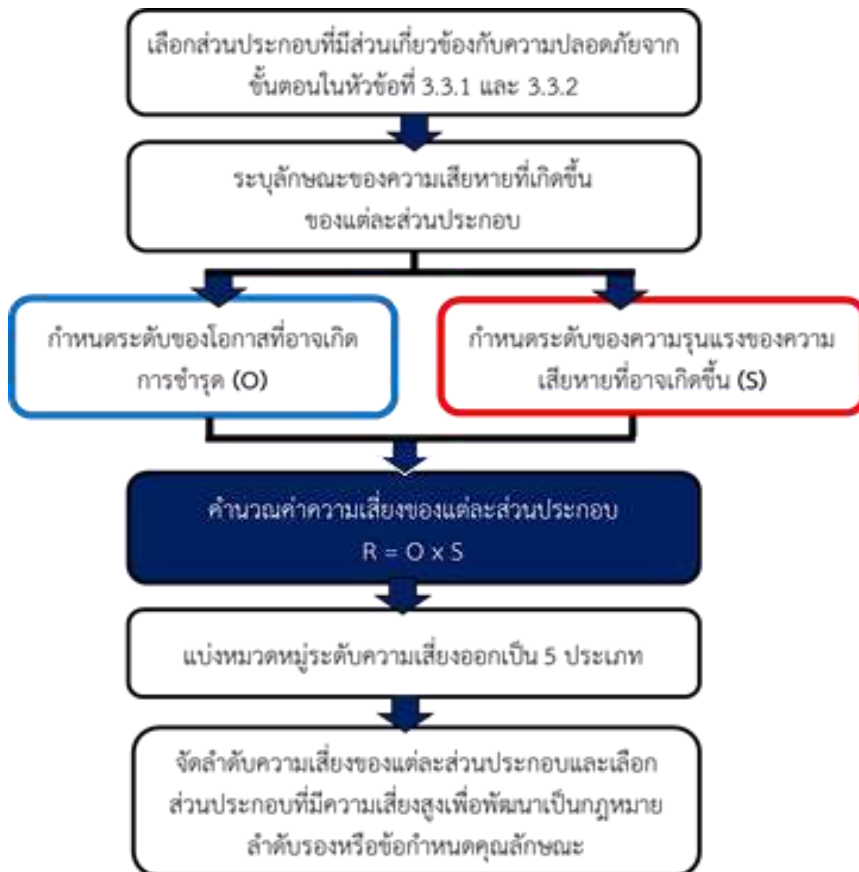 เลือกส่วนประกอบที่มีส่วนเกี่ยวข้องกับความปลอดภัยจาก
ขั้นตอนในหัวข้อที่ 3.3.1 และ 3.3.2
ระบุลักษณะของความเสียหายที่เกิดขึ้น
ของแต่ละส่วนประกอบ
กำหนดระดับของโอกาสที่อาจเกิด
การชำรุด (O)
กำหนดระดับของความรุนแรงของความ
เสียหายที่อาจเกิดขึ้น (S)
คำนวณค่าความเสี่ยงของแต่ละส่วนประกอบ
R = O x S
แบ่งหมวดหมู่ระดับความเสี่ยงออกเป็น 5 ประเภท
จัดลำดับความเสี่ยงของแต่ละส่วนประกอบและเลือก
ส่วนประกอบที่มีความเสี่ยงสูงเพื่อพัฒนาเป็นกฎหมาย
ลำดับรองหรือข้อกำหนดคุณลักษณะ